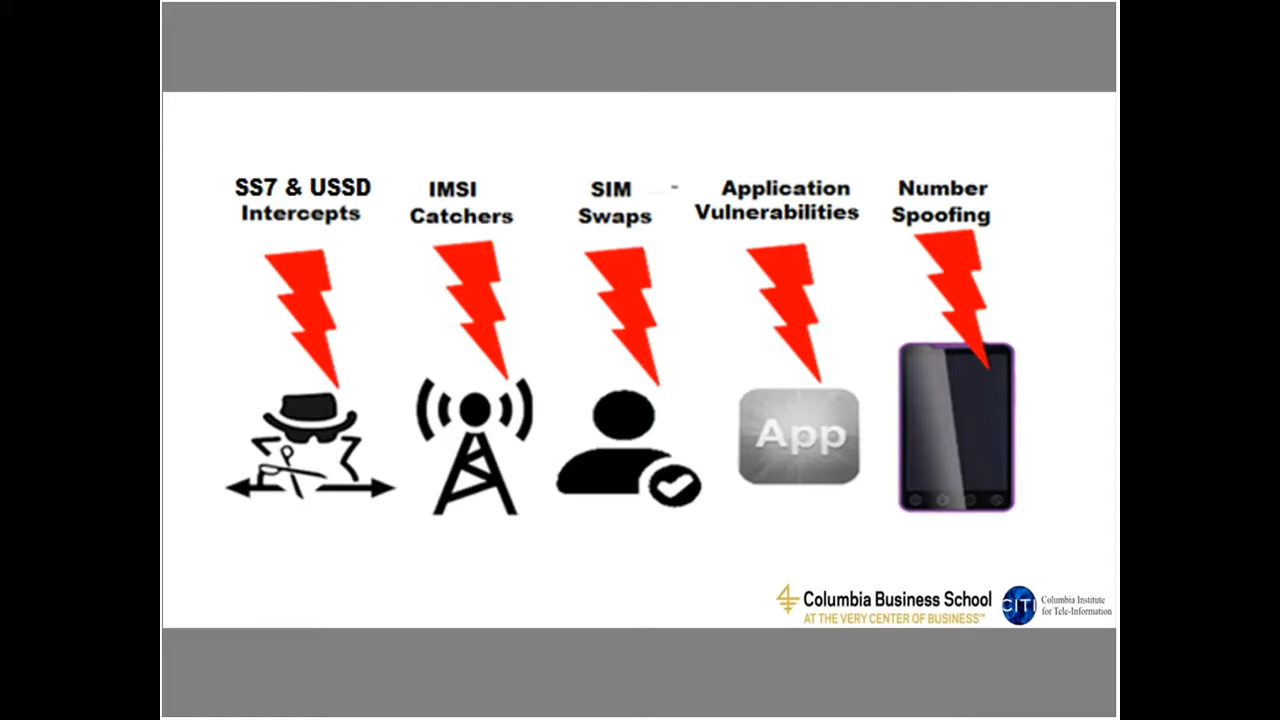 SS7 & USSD
Intercepts
IMSI
Catchers
SIM
Swaps
Application
Vulnerabilities
Number
Spoofing
App
Columbia Business School
AT THE VERY CENTER OF BUSINESS™
CITI
Columbia Institute
for Tele-Information